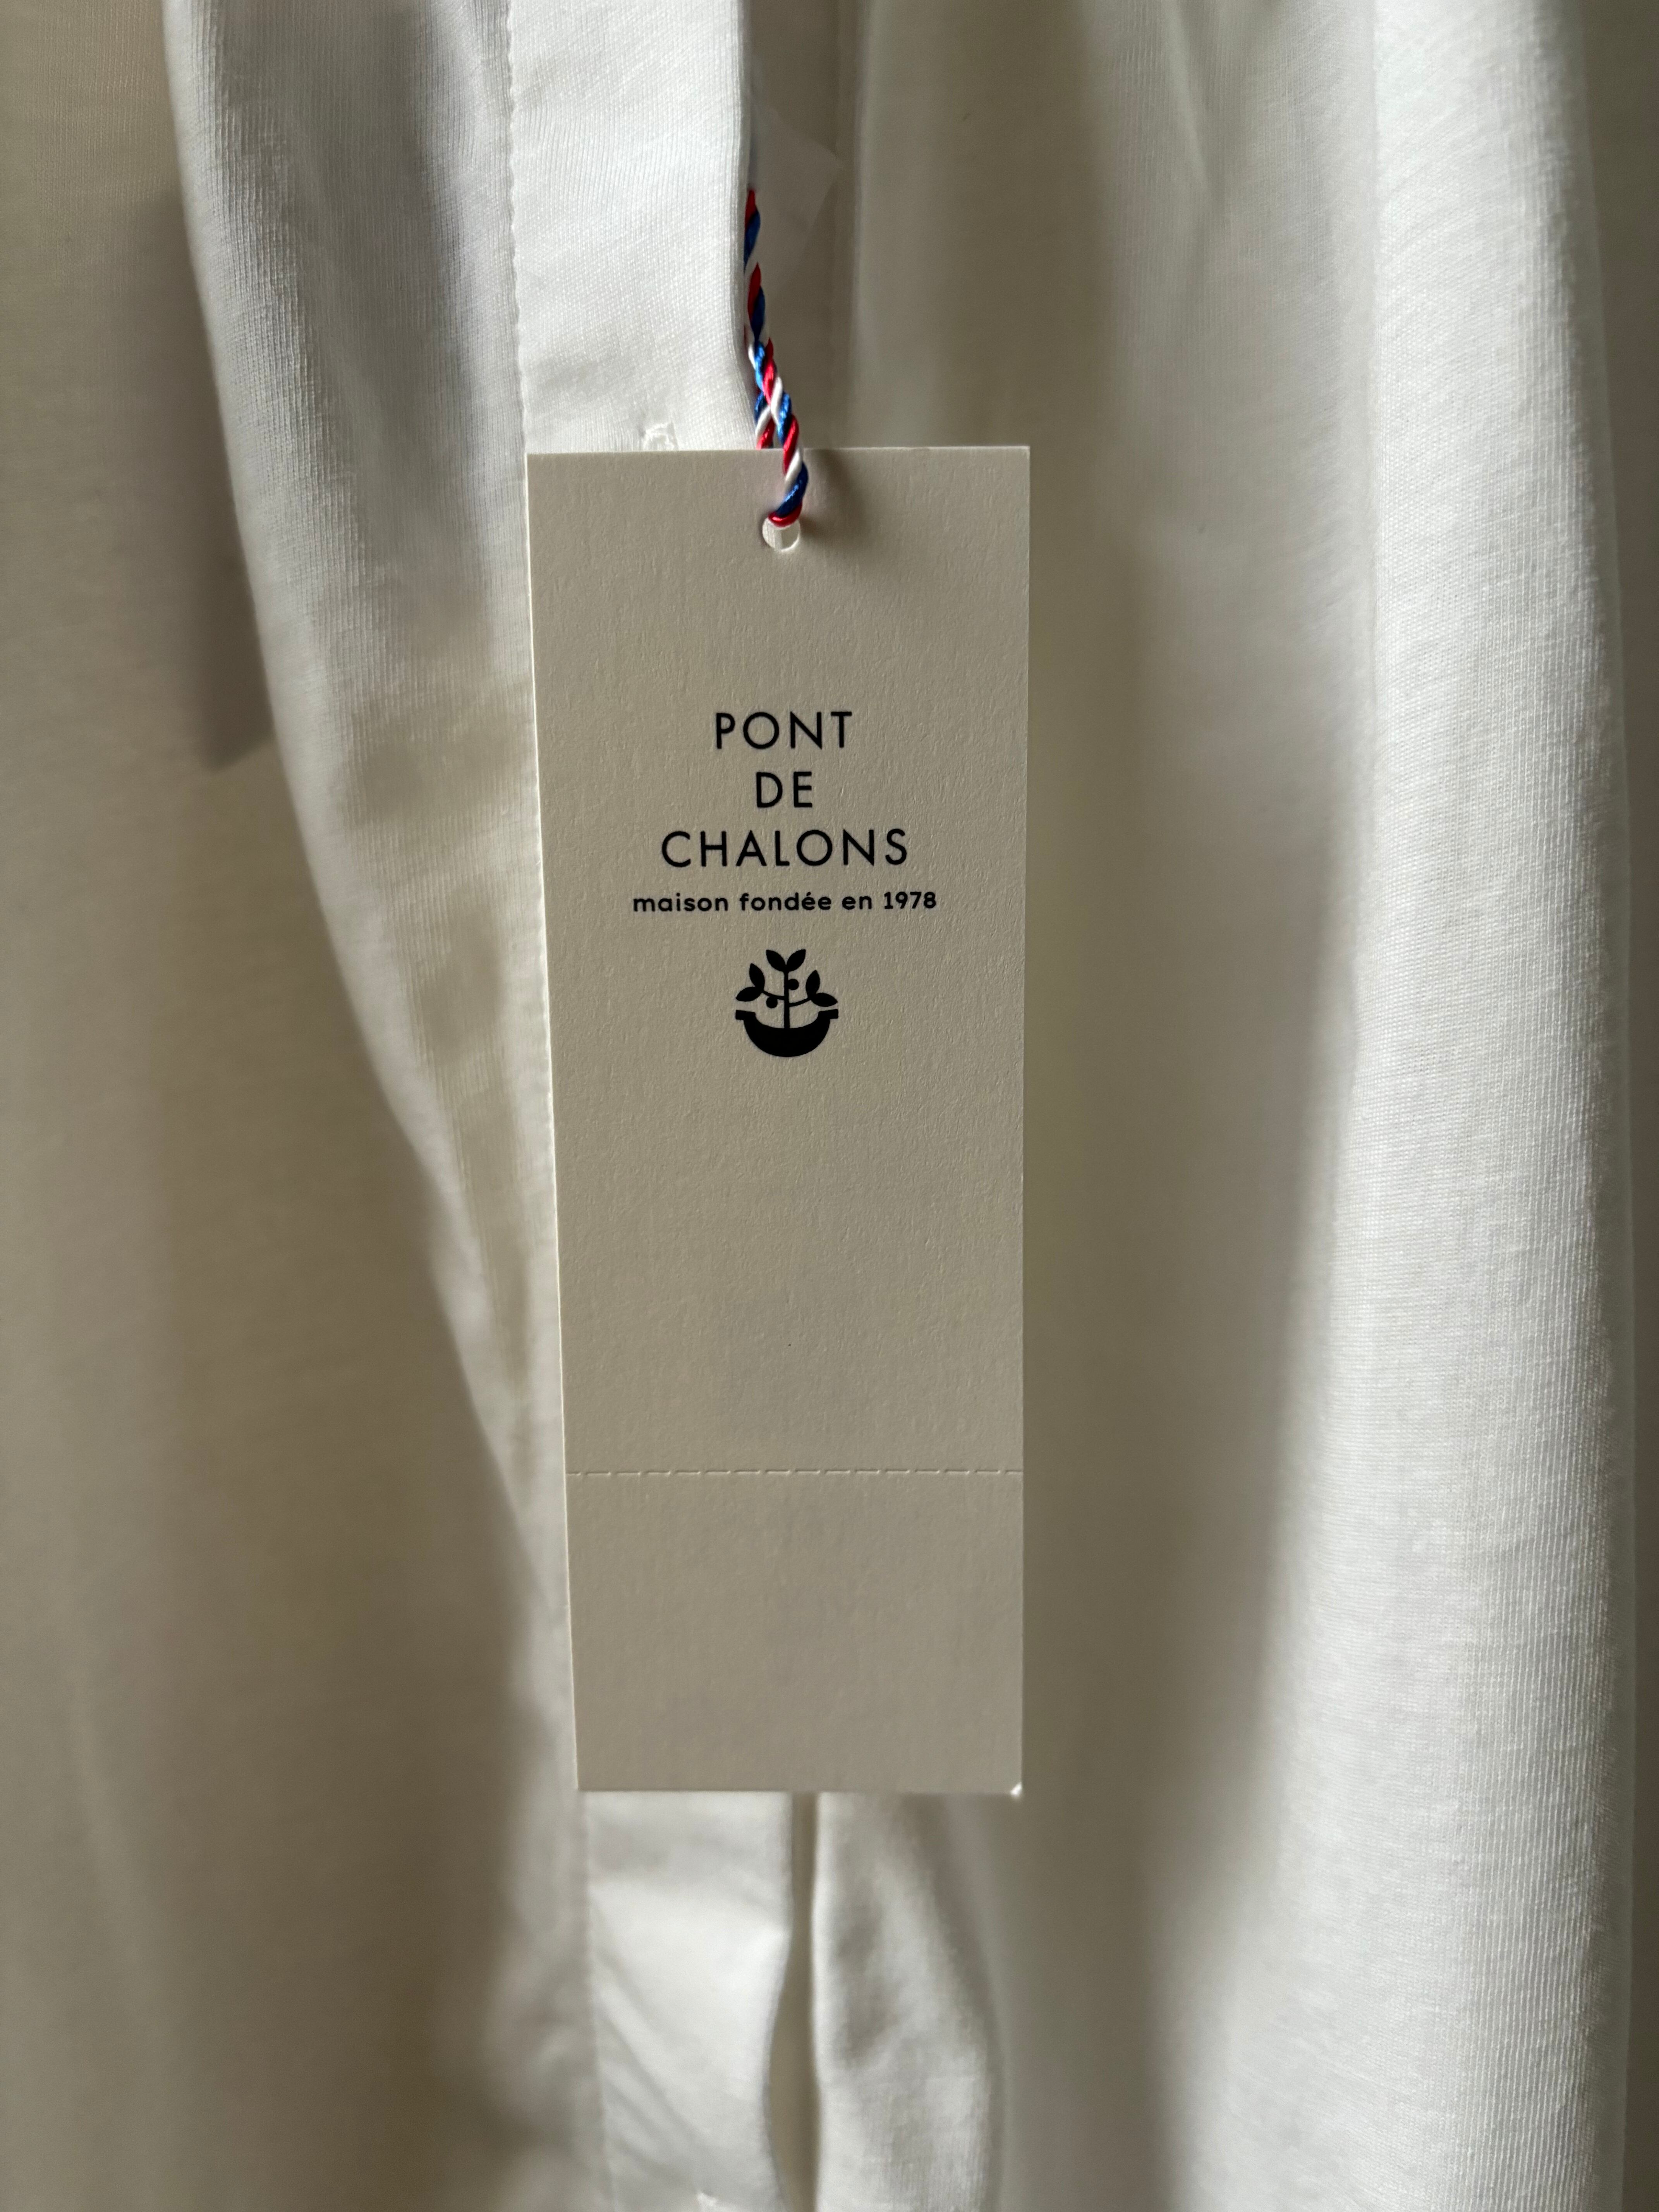 PONT
DE
CHALONS
maison fondée en 1978